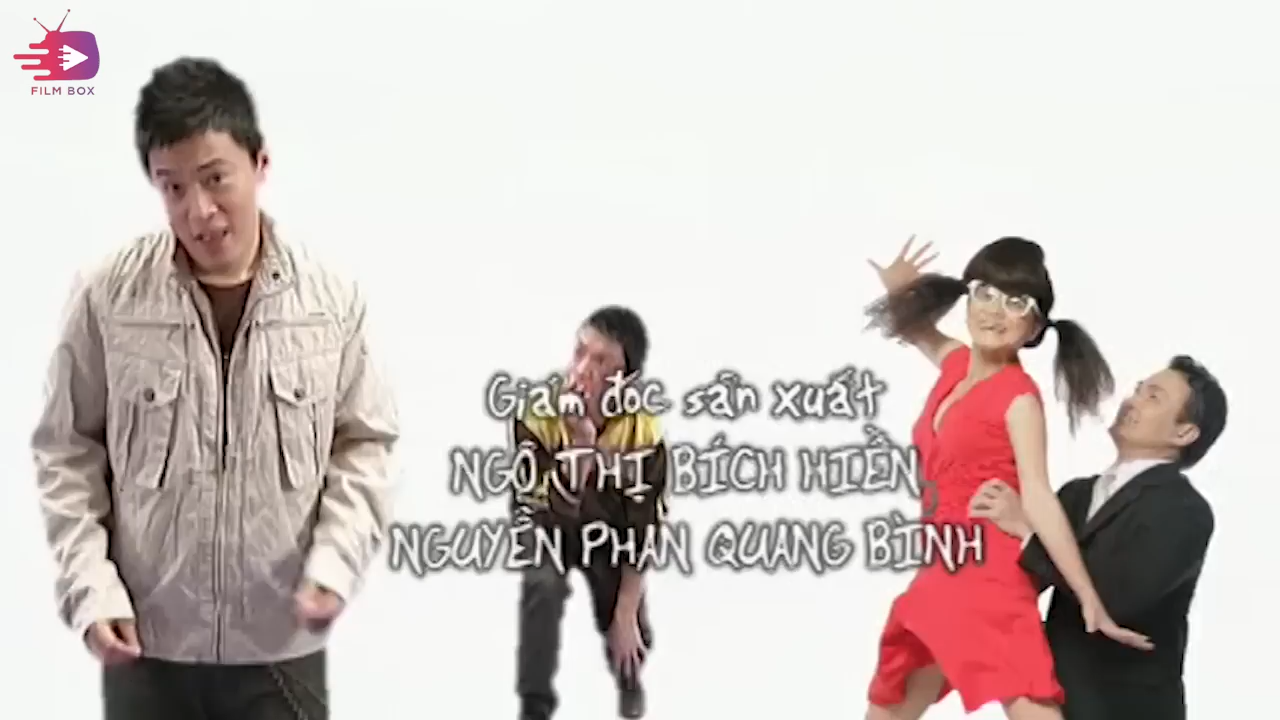 FILM BOX
Giám đốc sản xuất
NGÔ THỊ BÍCH HIỀN
NGUYỄN PHAN QUANG BÌNH